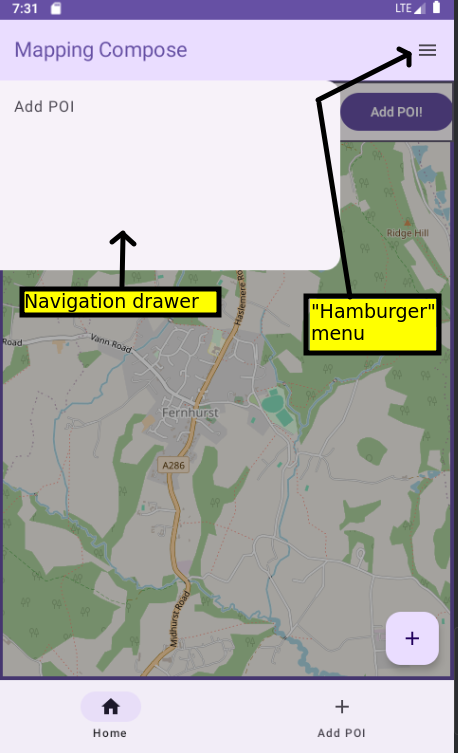 7:31
LTE
Mapping Compose
Add POI
Add POI!
Ridge Hill
Navigation drawer
"Hamburger"
menu
Haslemere Ro
Road
Vann Road
Fernhurst
A286
Midhurst Road
+
Home
+
Add POI